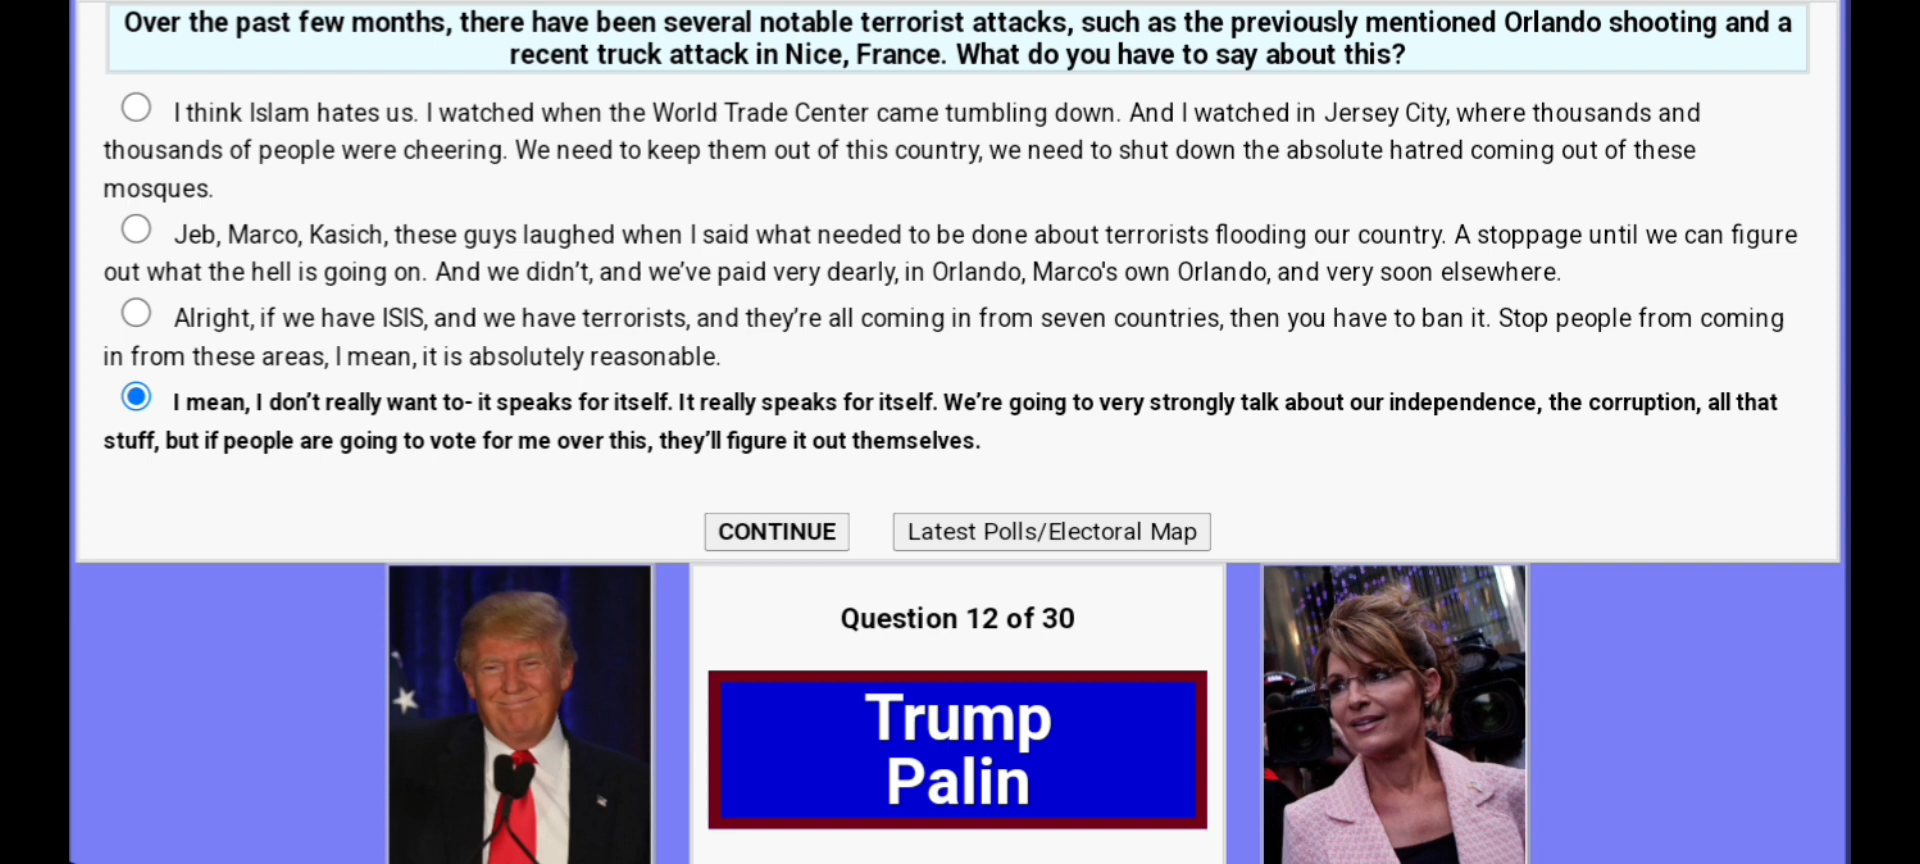 Over the past few months, there have been several notable terrorist attacks, such as the previously mentioned Orlando shooting and a
recent truck attack in Nice, France. What do you have to say about this?
I think Islam hates us. I watched when the World Trade Center came tumbling down. And I watched in Jersey City, where thousands and
thousands of people were cheering. We need to keep them out of this country, we need to shut down the absolute hatred coming out of these
mosques.
Jeb, Marco, Kasich, these guys laughed when I said what needed to be done about terrorists flooding our country. A stoppage until we can figure
out what the hell is going on. And we didn’t, and we’ve paid very dearly, in Orlando, Marco's own Orlando, and very soon elsewhere.
Alright, if we have ISIS, and we have terrorists, and they’re all coming in from seven countries, then you have to ban it. Stop people from coming
in from these areas, I mean, it is absolutely reasonable.
I mean, I don’t really want to- it speaks for itself. It really speaks for itself. We’re going to very strongly talk about our independence, the corruption, all that
stuff, but if people are going to vote for me over this, they’ll figure it out themselves.
CONTINUE
Latest Polls/Electoral Map
Question 12 of 30
Trump
Palin